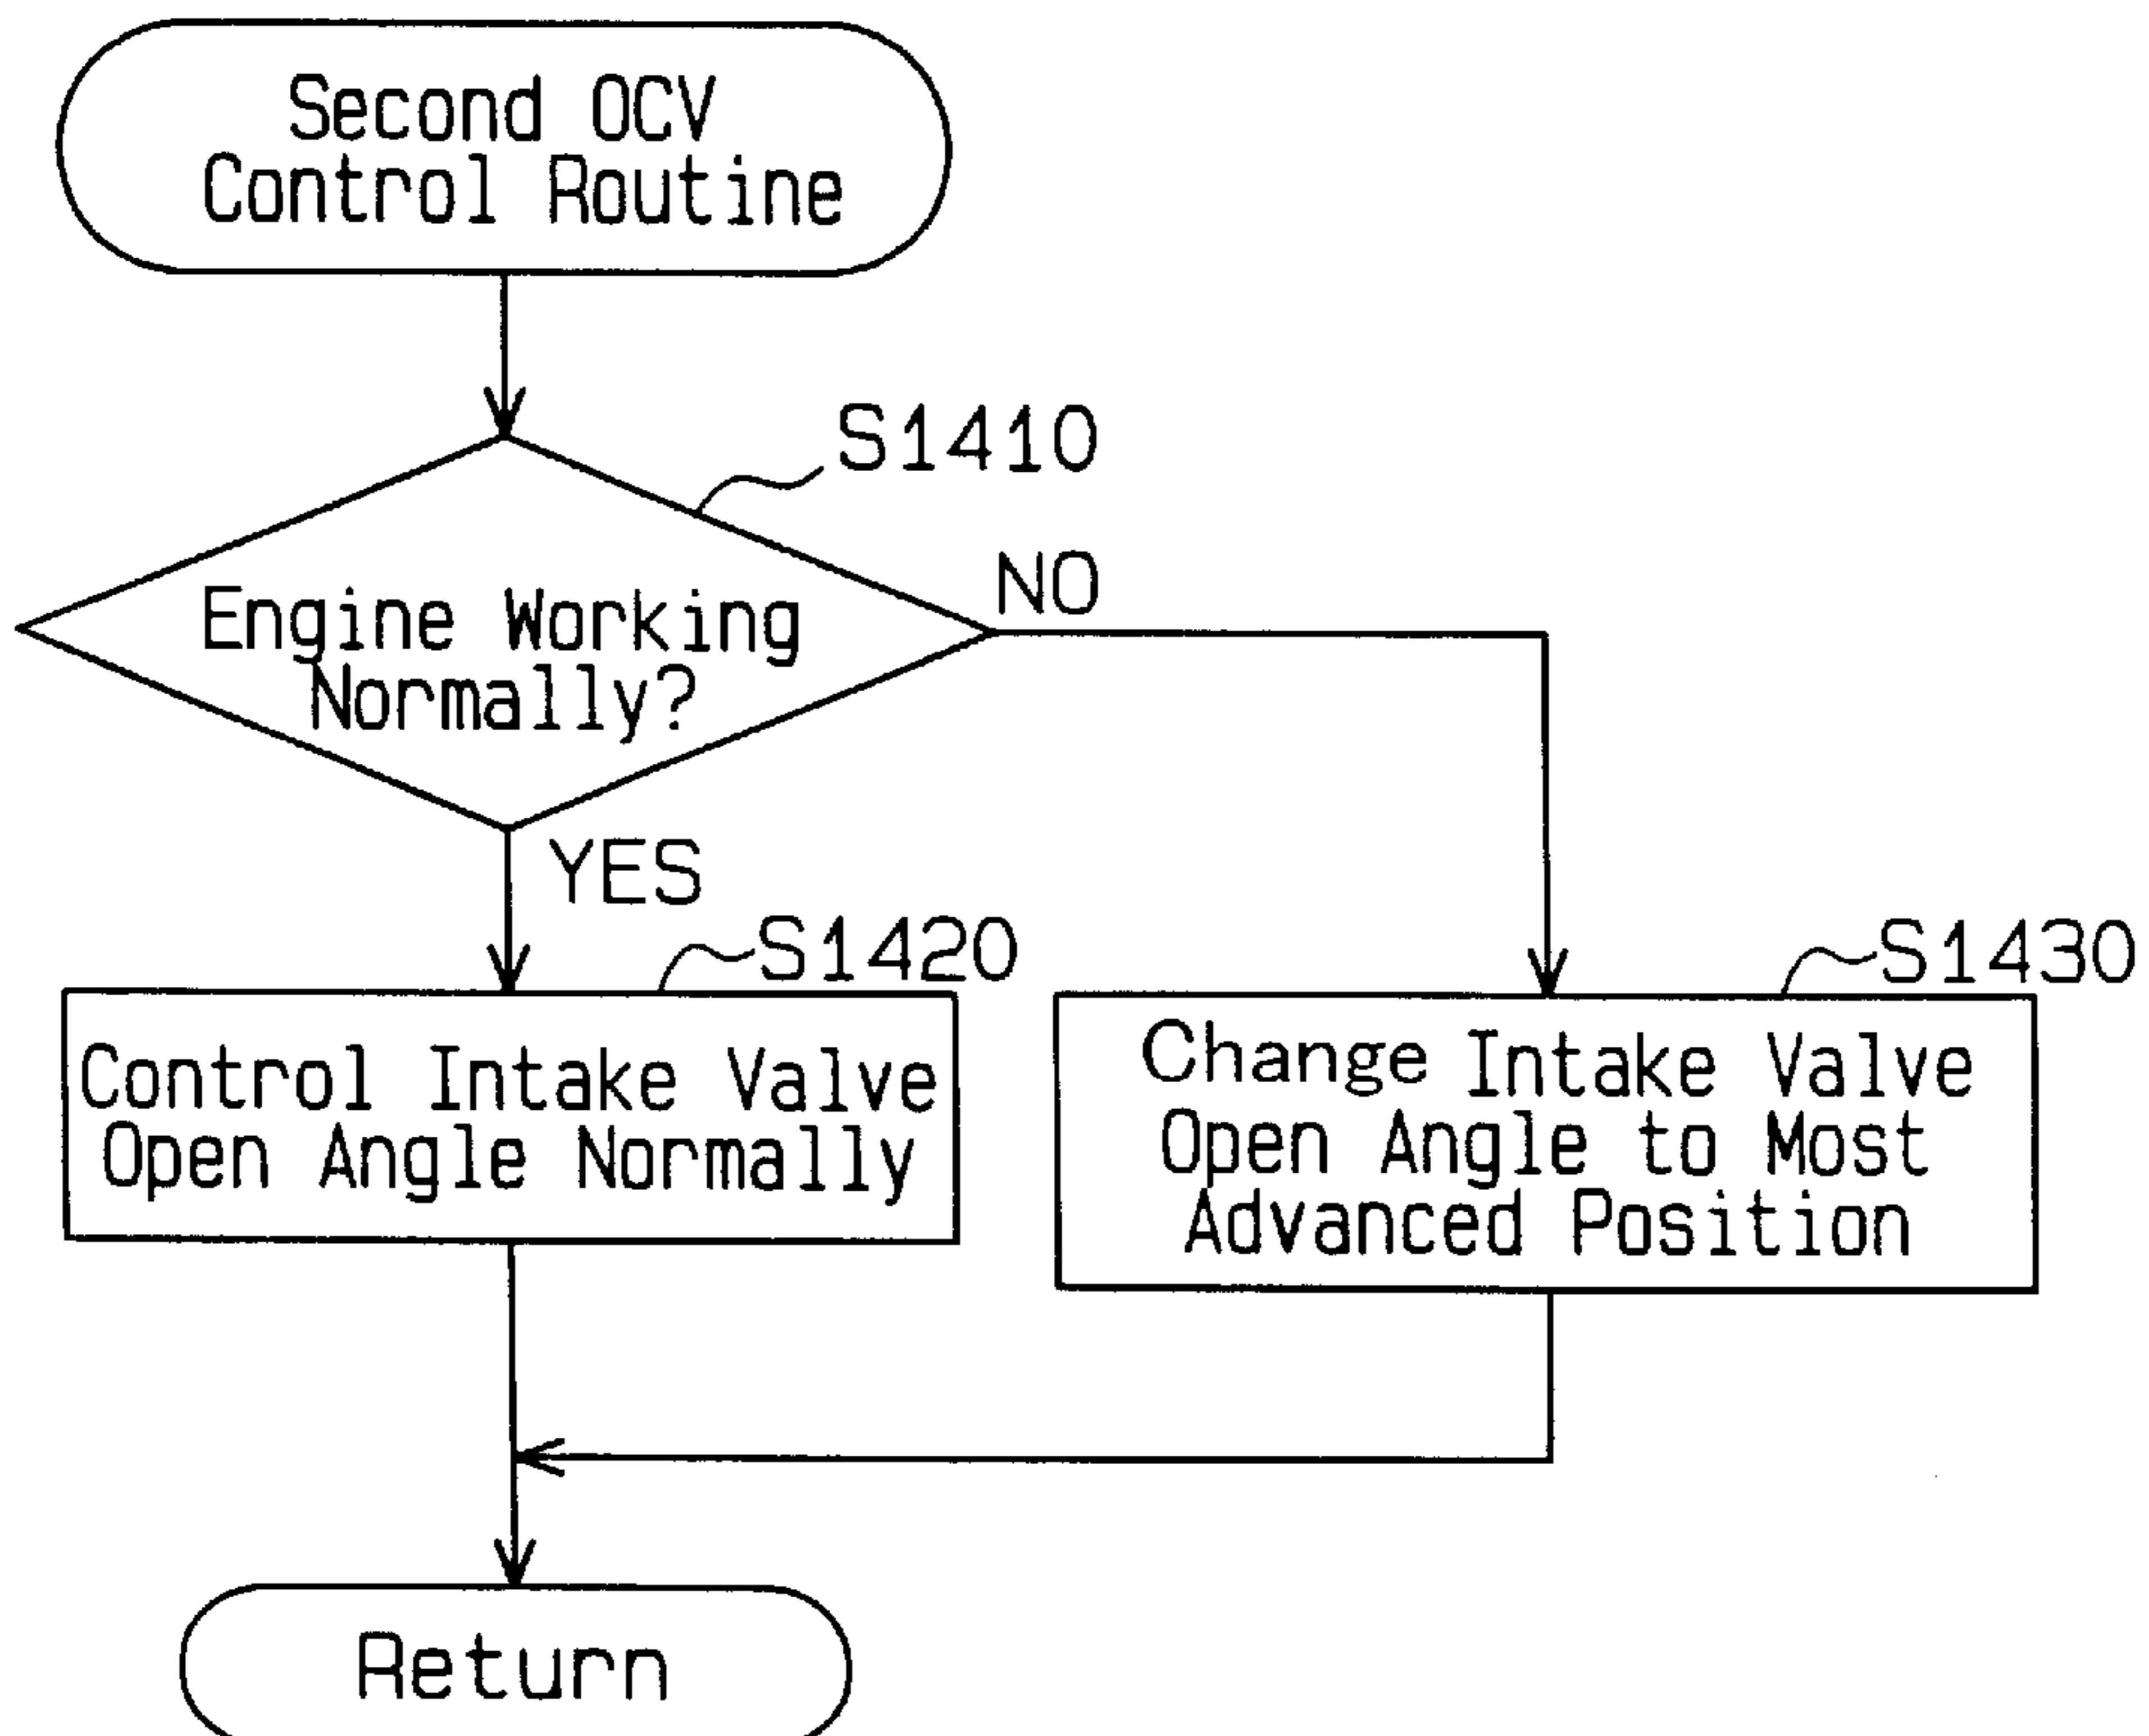 Second OCV
Control Routine
S1410
Engine Working
Normally?
NO
YES
S1420
Control Intake Valve
Open Angle Normally
S1430
Change Intake Valve
Open Angle to Most
Advanced Position
Return